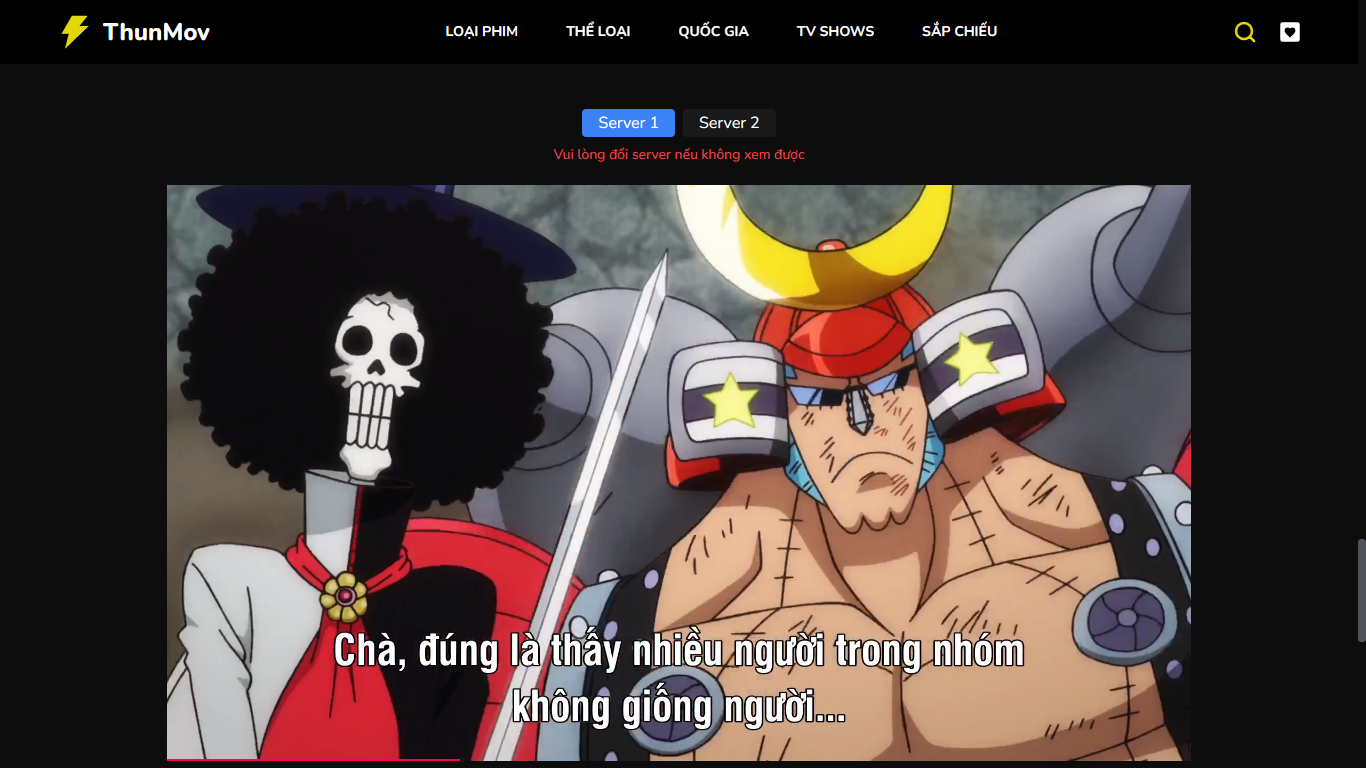 ThunMov
LOẠI PHIM
THỂ LOẠI
QUỐC GIA
TV SHOWS
SẮP CHIẾU
Server 1
Server 2
Vui lòng đổi server nếu không xem được
Chà, đúng là thấy nhiều người trong nhóm
không giống người...